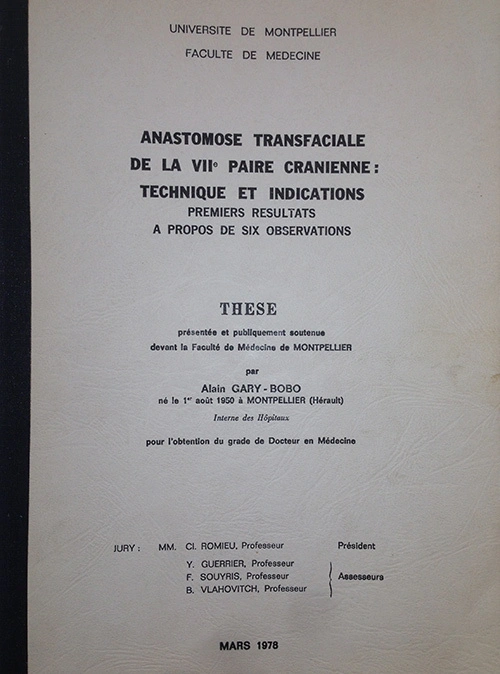 UNIVERSITE DE MONTPELLIER
FACULTE DE MEDECINE
ANASTOMOSE TRANSFACIALE
DE LA VIIe PAIRE CRANIENNE :
TECHNIQUE ET INDICATIONS
PREMIERS RESULTATS
A PROPOS DE SIX OBSERVATIONS
THESE
présentée et publiquement soutenue
devant la Faculté de Médecine de MONTPELLIER
par
Alain GARY - BOBO
né le 1er août 1950 à MONTPELLIER (Hérault)
Interne des Hôpitaux
pour l'obtention du grade de Docteur en Médecine
JURY : MM. Cl. ROMIEU, Professeur Président
Y. GUERRIER, Professeur
F. SOUYRIS, Professeur Assesseurs
B. VLAHOVITCH, Professeur
MARS 1978